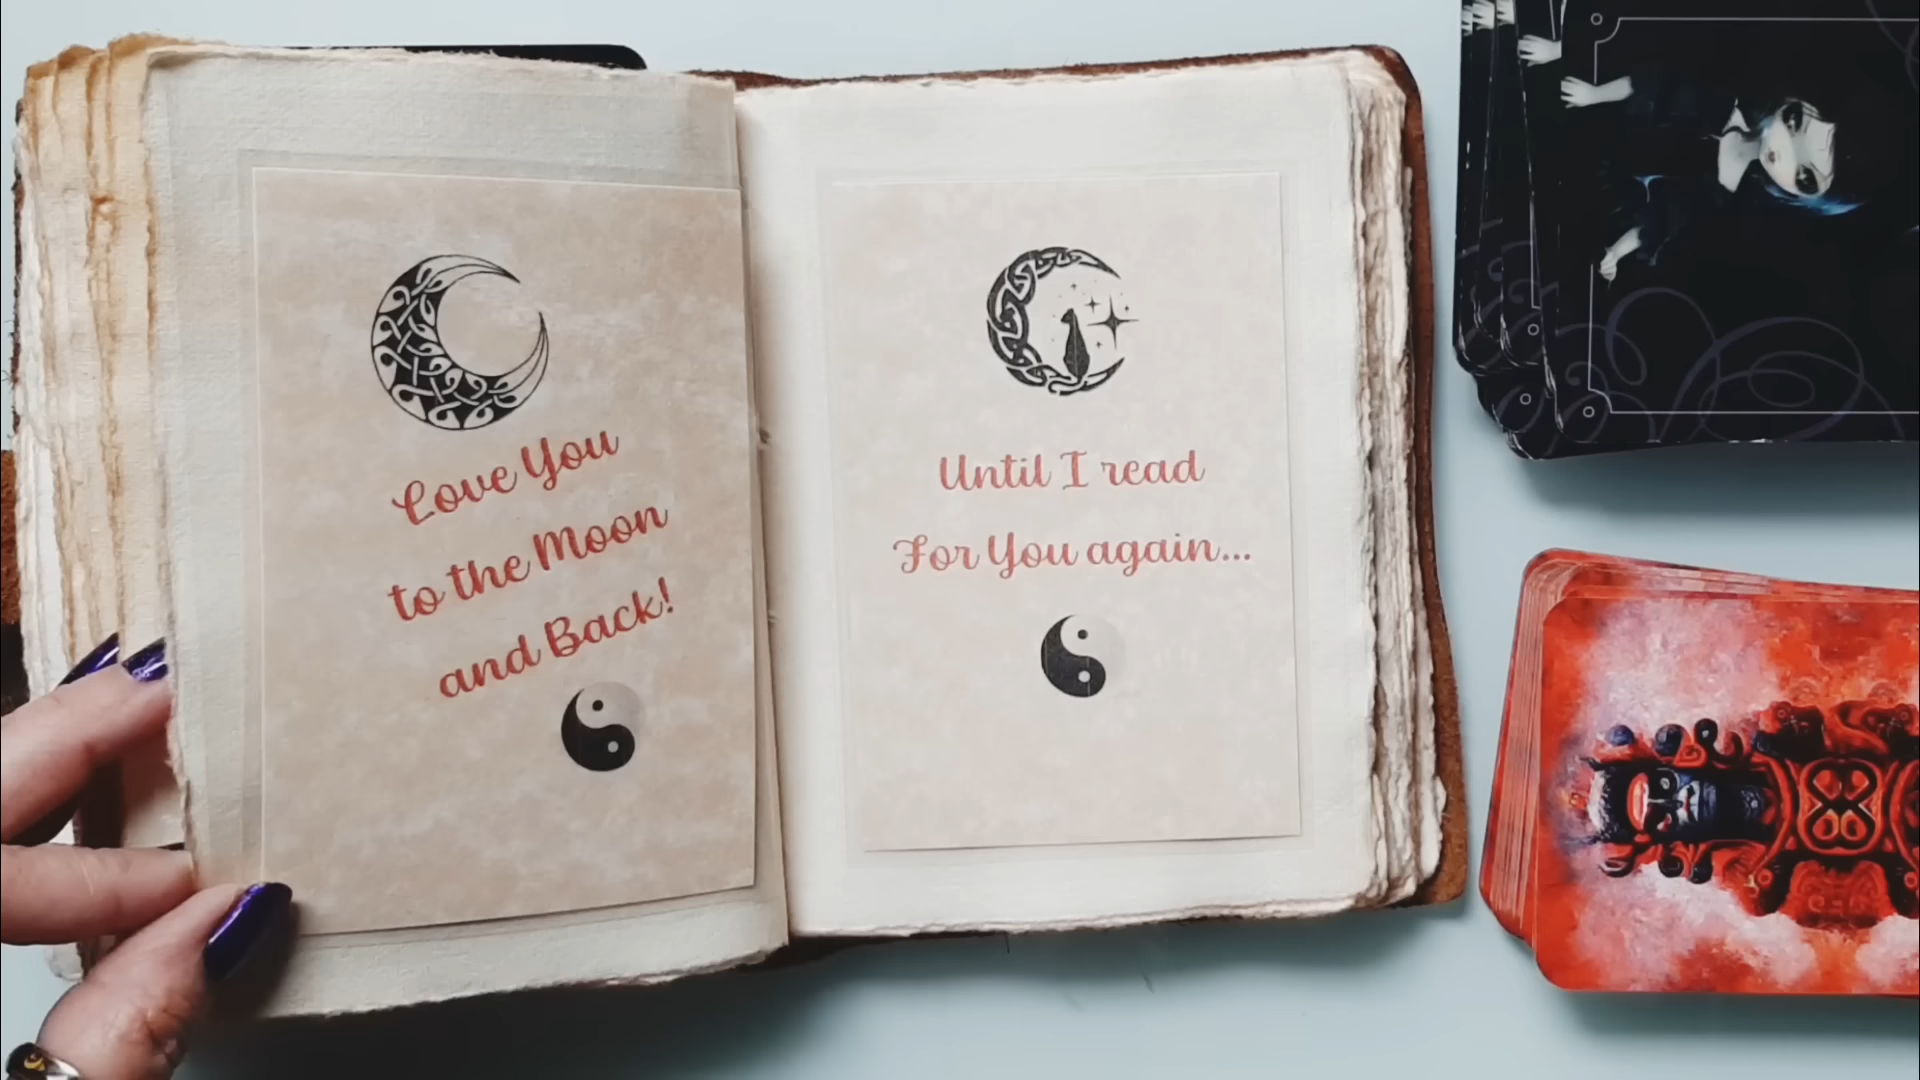 Love You
to the Moon
and Back!
Until I read
For You again...